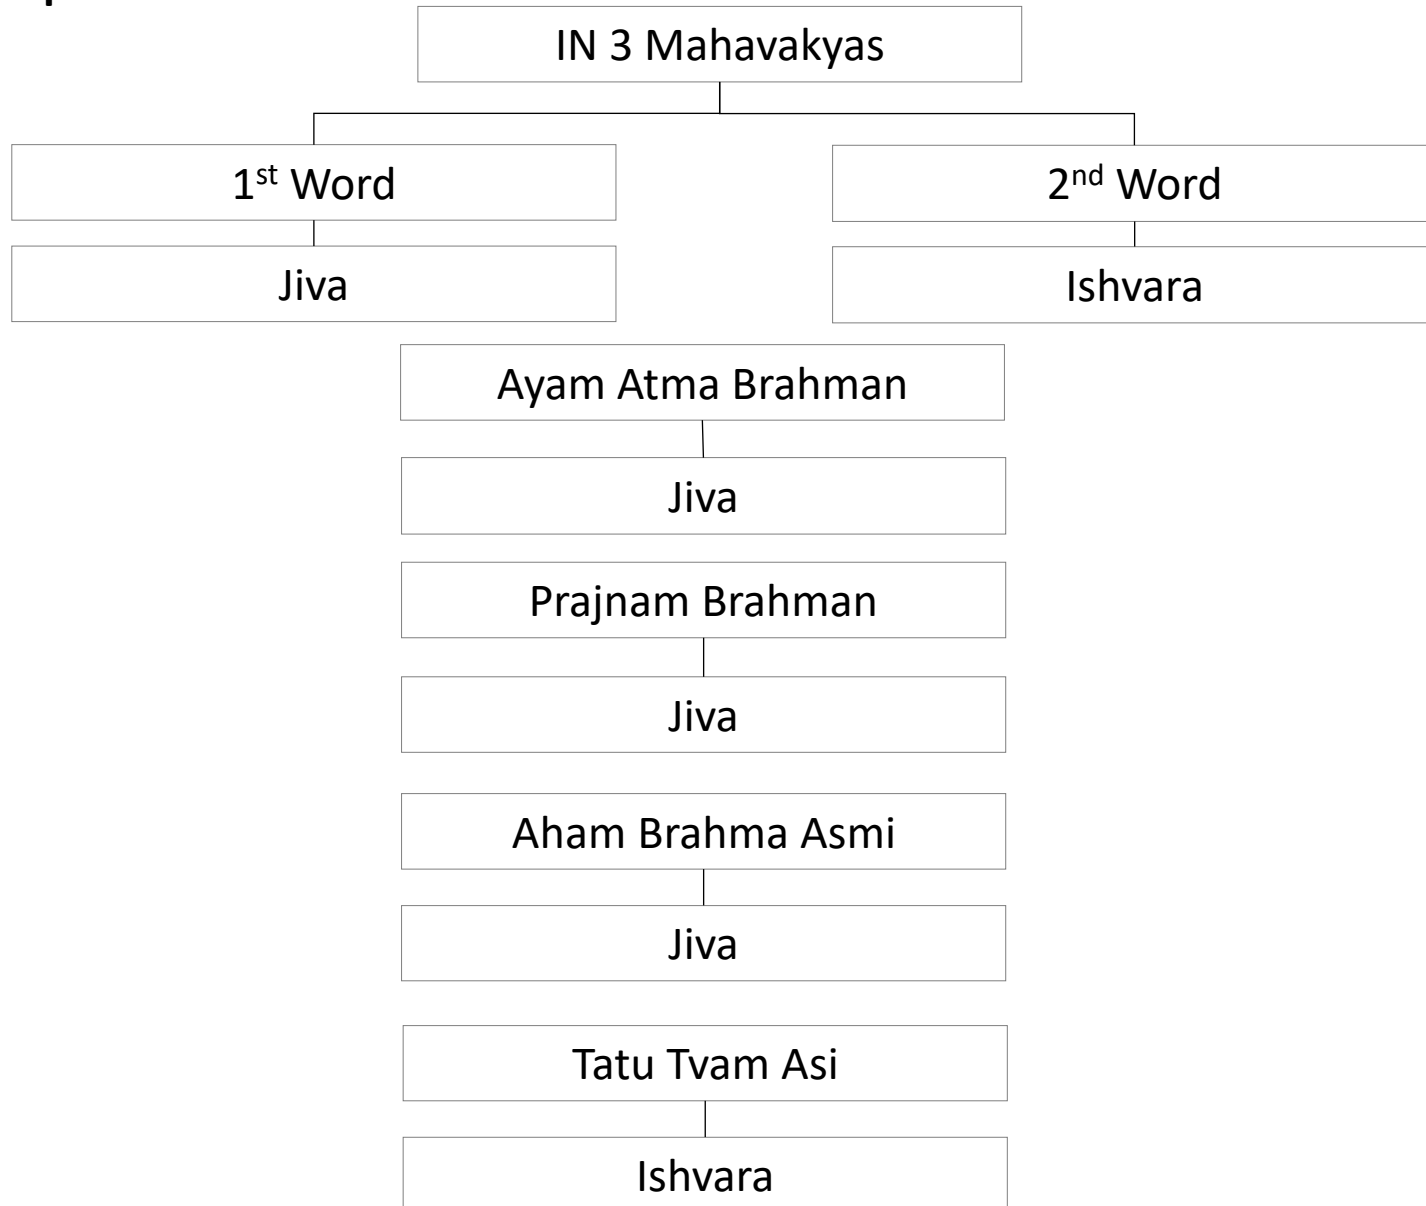 IN 3 Mahavakyas
1st Word
2nd Word
Jiva
Ishvara
Ayam Atma Brahman
Jiva
Prajnam Brahman
Jiva
Aham Brahma Asmi
Jiva
Tatu Tvam Asi
Ishvara